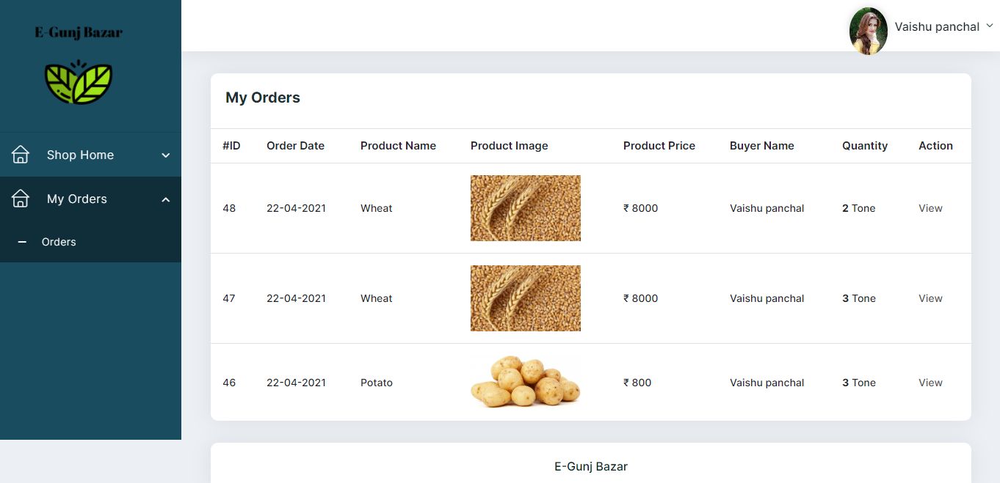 E-Gunj Bazar
Vaishu panchal
Shop Home
My Orders
Orders
My Orders
#ID Order Date Product Name Product Image Product Price Buyer Name Quantity Action
48 22-04-2021 Wheat ₹ 8000 Vaishu panchal 2 Tone View
47 22-04-2021 Wheat ₹ 8000 Vaishu panchal 3 Tone View
46 22-04-2021 Potato ₹ 800 Vaishu panchal 3 Tone View
E-Gunj Bazar